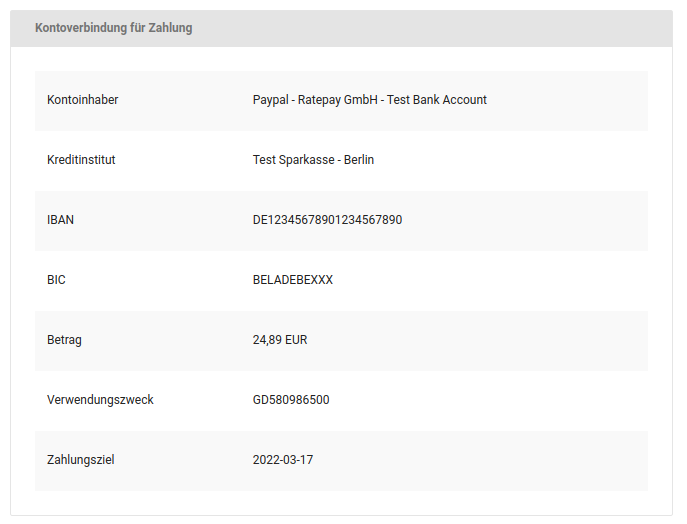 Kontoverbindung für Zahlung
Kontoinhaber Paypal - Ratepay GmbH - Test Bank Account
Kreditinstitut Test Sparkasse - Berlin
IBAN DE12345678901234567890
BIC BELADEBEXXX
Betrag 24,89 EUR
Verwendungszweck GD580986500
Zahlungsziel 2022-03-17